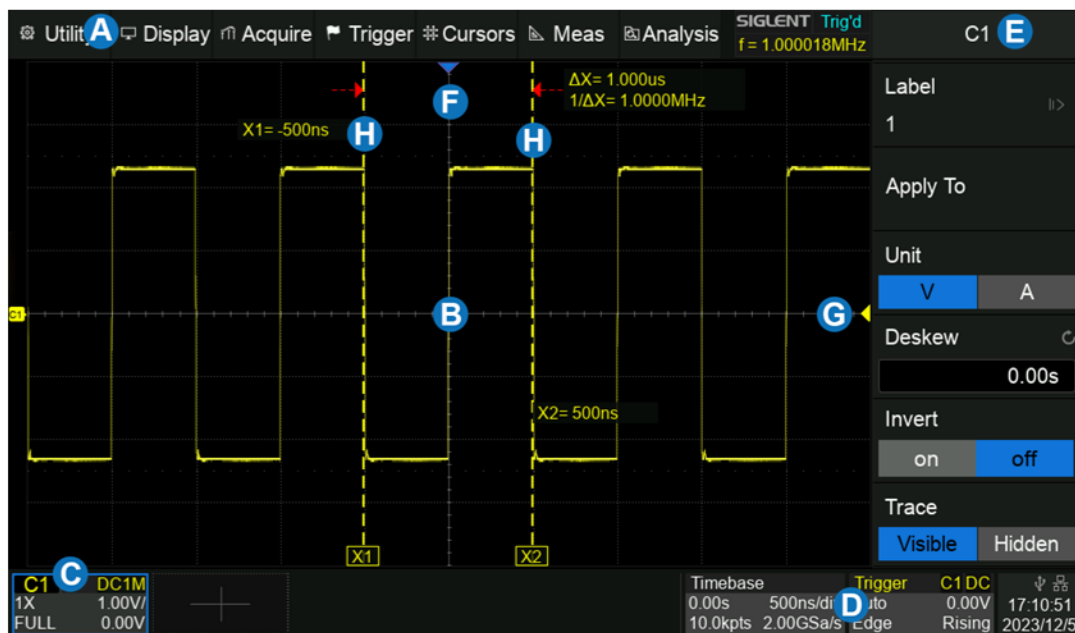 Utility A Display Acquire Trigger Cursors Meas Analysis
SIGLENT Trig'd
f = 1.000018MHz
C1 E
ΔX= 1.000us
1/ΔX= 1.0000MHz
F
X1= -500ns H H
Label
1
Apply To
Unit
V A
C1 B G
Deskew
0.00s
X2= 500ns
Invert
on off
Trace
Visible Hidden
X1 X2
C1 C DC1M
1X 1.00V/
FULL 0.00V
Timebase
0.00s 500ns/div
10.0kpts 2.00GSa/s
D
Trigger C1 DC
Auto 0.00V
Edge Rising
17:10:51
2023/12/5